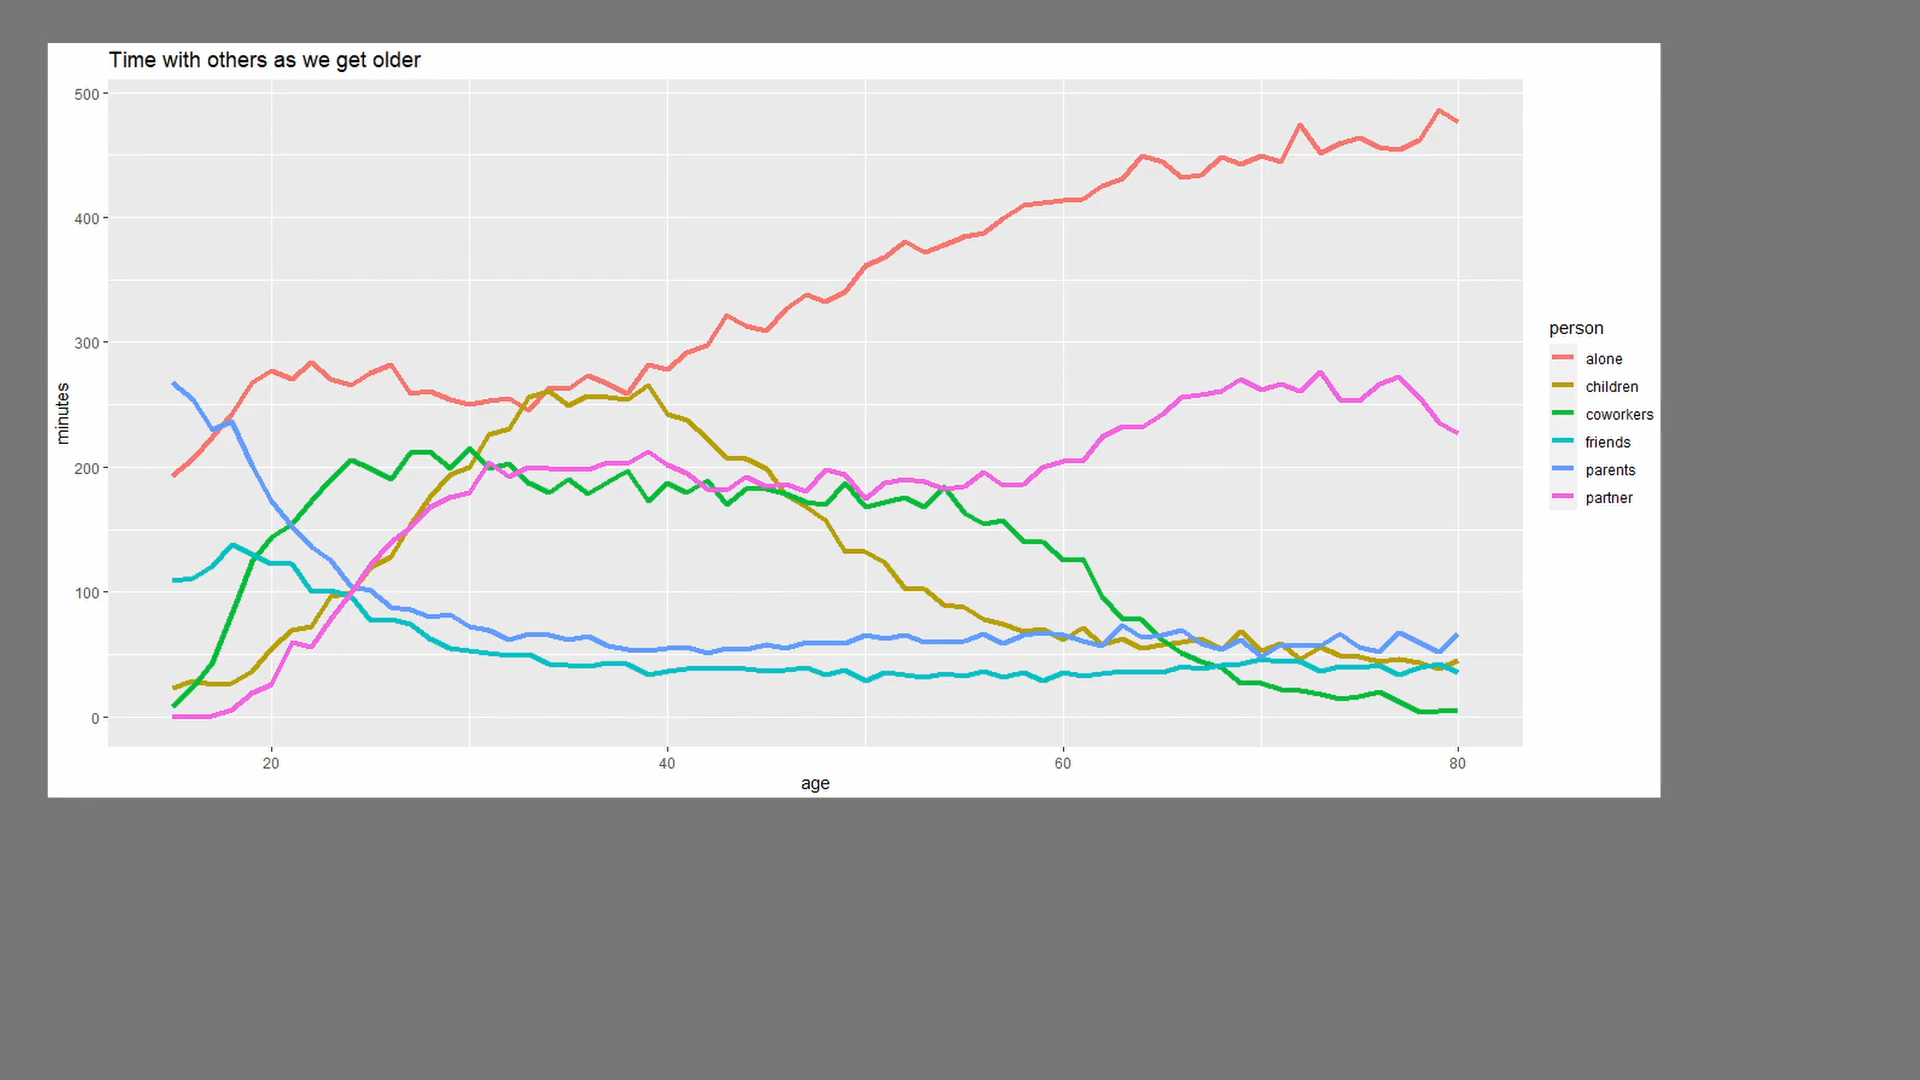 Time with others as we get older
500
400
300
200
100
0
minutes
20 40 60 80
age
person
alone
children
coworkers
friends
parents
partner